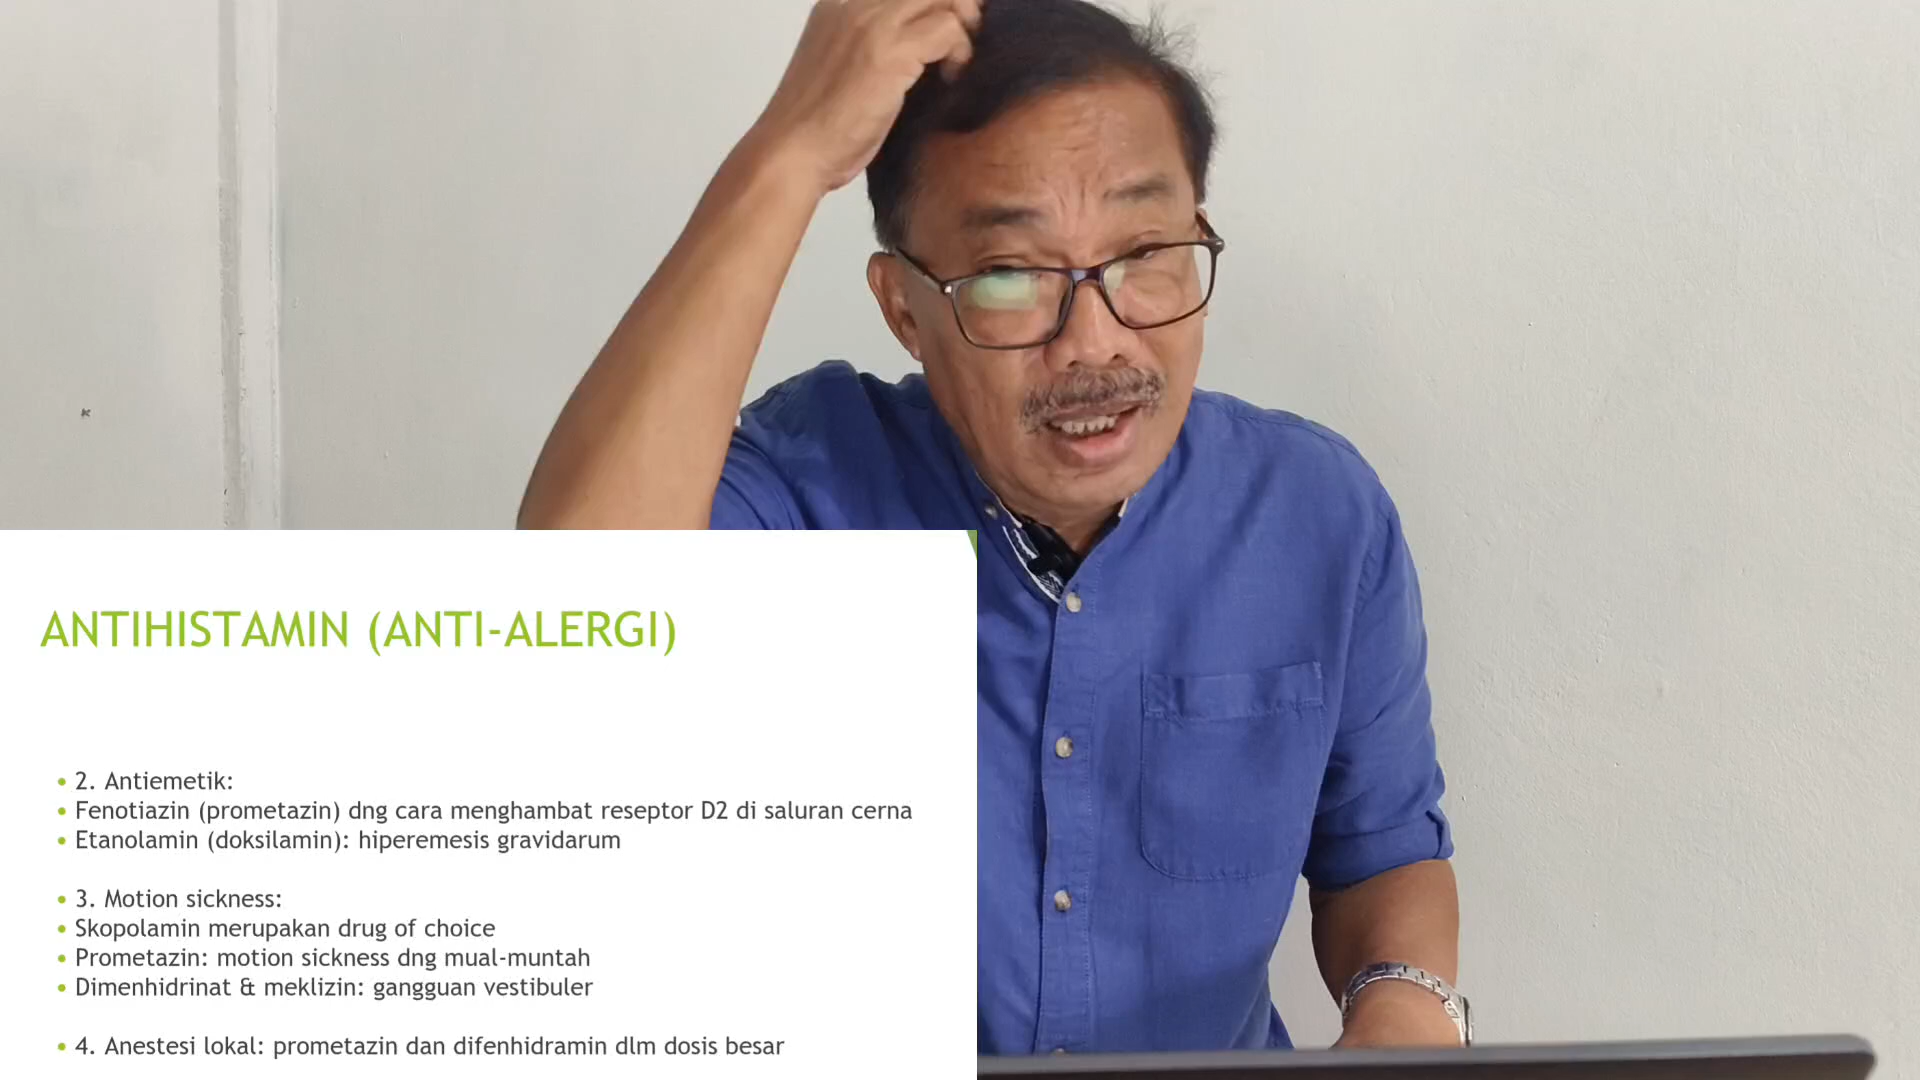 ANTIHISTAMIN (ANTI-ALERGI)
• 2. Antiemetik:
• Fenotiazin (prometazin) dng cara menghambat reseptor D2 di saluran cerna
• Etanolamin (doksilamin): hiperemesis gravidarum
• 3. Motion sickness:
• Skopolamin merupakan drug of choice
• Prometazin: motion sickness dng mual-muntah
• Dimenhidrinat & meklizin: gangguan vestibuler
• 4. Anestesi lokal: prometazin dan difenhidramin dlm dosis besar